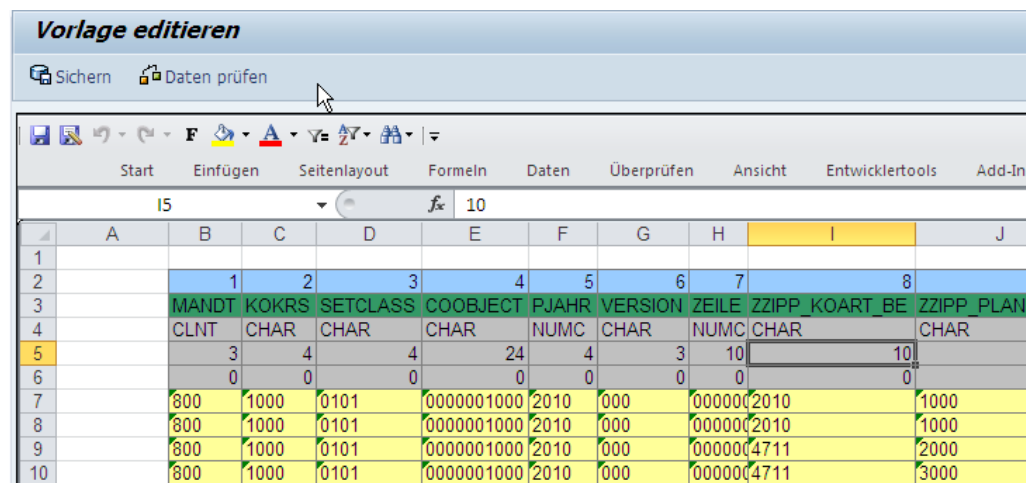 Vorlage editieren
Sichern Daten prüfen
F A
Start Einfügen Seitenlayout Formeln Daten Überprüfen Ansicht Entwicklertools Add-In
I5 fx 10
A B C D E F G H I J
1
2 1 2 3 4 5 6 7 8
3 MANDT KOKRS SETCLASS COOBJECT PJAHR VERSION ZEILE ZZIPP_KOART_BE ZZIPP_PLAN
4 CLNT CHAR CHAR CHAR NUMC CHAR NUMC CHAR CHAR
5 3 4 4 24 4 3 10 10
6 0 0 0 0 0 0 0 0
7 800 1000 0101 0000001000 2010 000 000000 2010 1000
8 800 1000 0101 0000001000 2010 000 000000 2010 1000
9 800 1000 0101 0000001000 2010 000 000000 4711 2000
10 800 1000 0101 0000001000 2010 000 000000 4711 3000